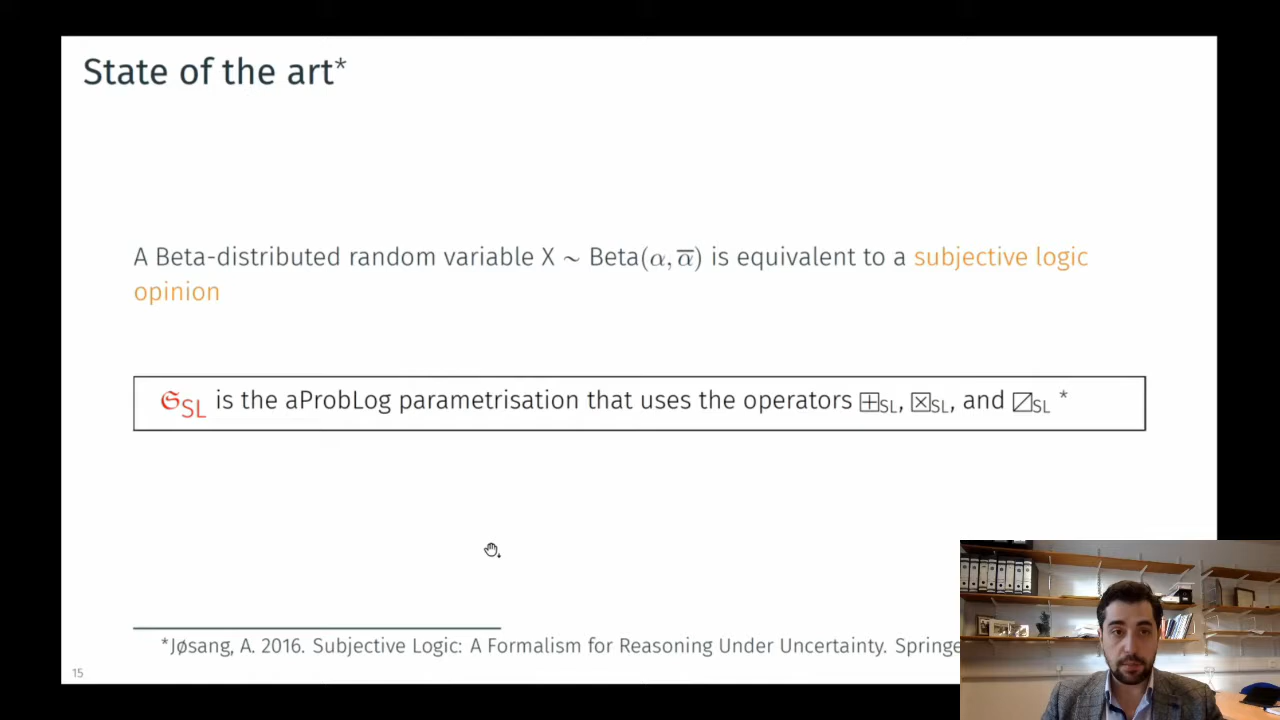 State of the art*
A Beta-distributed random variable X ∼ Beta(α, α̅) is equivalent to a subjective logic
opinion
𝔖SL is the aProbLog parametrisation that uses the operators ⊞SL, ⊠SL, and ⧄SL *
*Jøsang, A. 2016. Subjective Logic: A Formalism for Reasoning Under Uncertainty. Springe
15